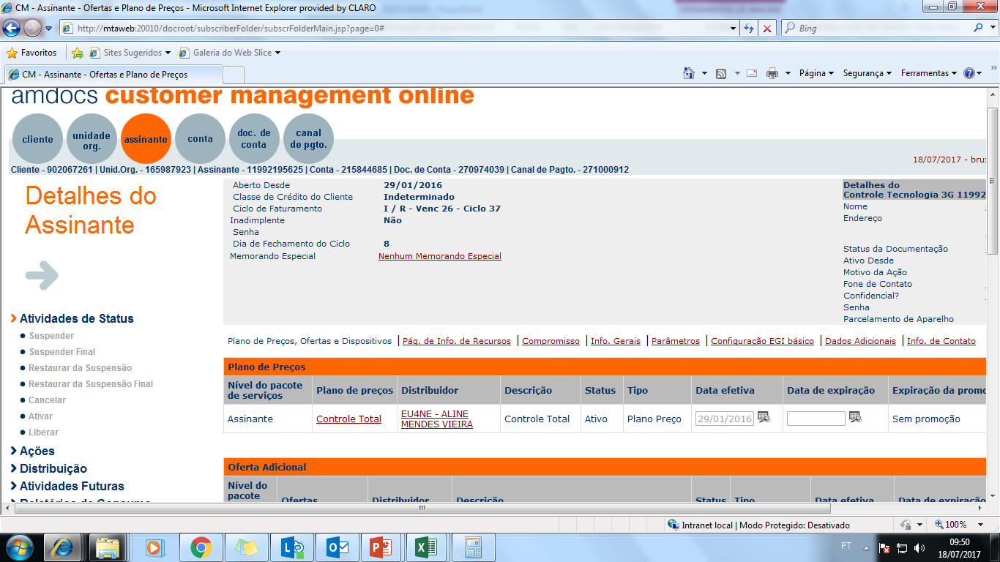 CM - Assinante - Ofertas e Plano de Preços - Microsoft Internet Explorer provided by CLARO
http://mtaweb:20010/docroot/subscriberFolder/subscrFolderMain.jsp?page=0#
Bing
Favoritos
Sites Sugeridos
Galeria do Web Slice
CM - Assinante - Ofertas e Plano de Preços
Página
Segurança
Ferramentas
amdocs customer management online
cliente
unidade org.
assinante
conta
doc. de conta
canal de pgto.
18/07/2017 - bru
Cliente - 902067261 | Unid.Org. - 165987923 | Assinante - 11992195625 | Conta - 215844685 | Doc. de Conta - 270974039 | Canal de Pagto. - 271000912
Detalhes do
Assinante
Aberto Desde 29/01/2016
Classe de Crédito do Cliente Indeterminado
Ciclo de Faturamento I / R - Venc 26 - Ciclo 37
Inadimplente Não
Senha
Dia de Fechamento do Ciclo 8
Memorando Especial Nenhum Memorando Especial
Detalhes do
Controle Tecnologia 3G 11992
Nome
Endereço
Status da Documentação
Ativo Desde
Motivo da Ação
Fone de Contato
Confidencial?
Senha
Parcelamento de Aparelho
Atividades de Status
Suspender
Suspender Final
Restaurar da Suspensão
Restaurar da Suspensão Final
Cancelar
Ativar
Liberar
Ações
Distribuição
Atividades Futuras
Relatórios de Consumo
Plano de Preços, Ofertas e Dispositivos | Pág. de Info. de Recursos | Compromisso | Info. Gerais | Parâmetros | Configuração EGI básico | Dados Adicionais | Info. de Contato
Plano de Preços
Nível do pacote de serviços Plano de preços Distribuidor Descrição Status Tipo Data efetiva Data de expiração Expiração da promo
Assinante Controle Total EU4NE - ALINE MENDES VIEIRA Controle Total Ativo Plano Preço 29/01/2016 Sem promoção
Oferta Adicional
Nível do pacote Ofertas Distribuidor Descrição Status Tipo Data efetiva Data de expiração
Intranet local | Modo Protegido: Desativado
100%
PT
09:50
18/07/2017